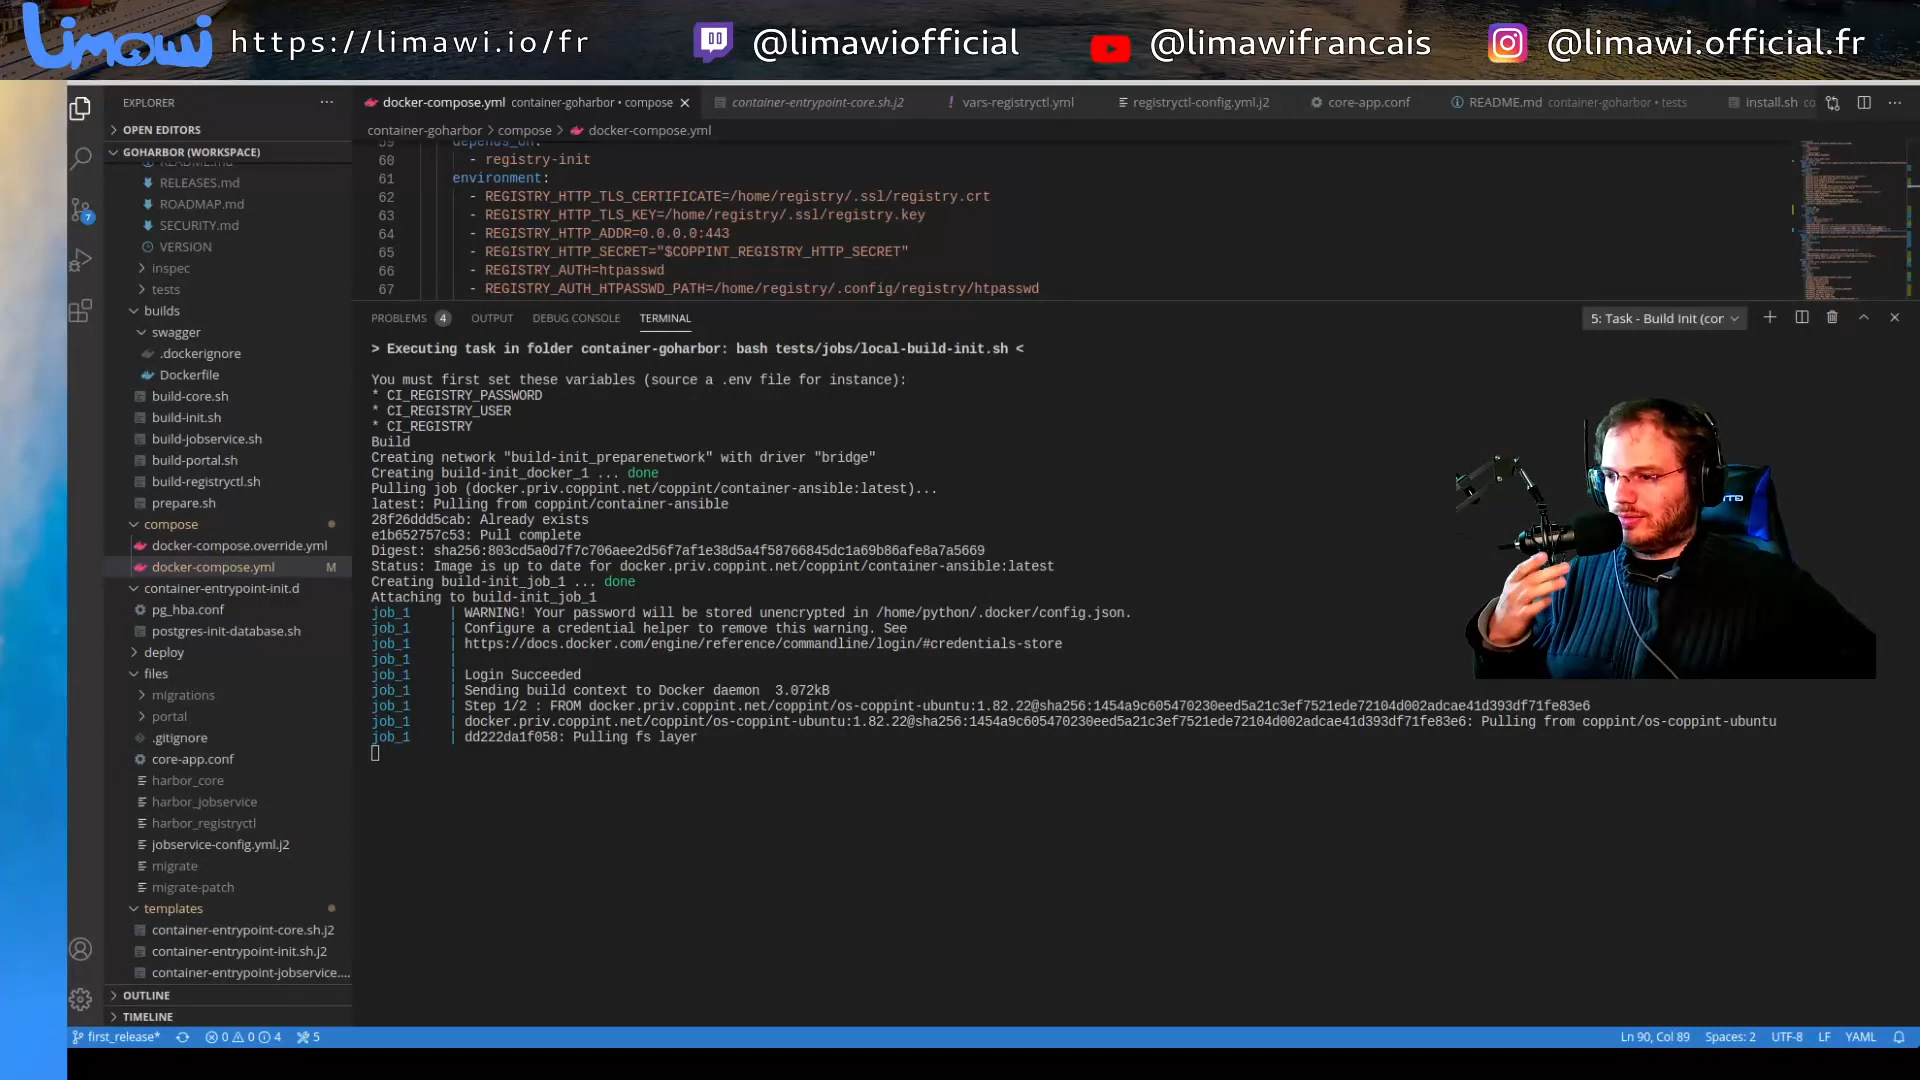 Limawi https://limawi.io/fr @limawiofficial @limawifrancais @limawi.official.fr
EXPLORER
OPEN EDITORS
GOHARBOR (WORKSPACE)
README.md
RELEASES.md
ROADMAP.md
SECURITY.md
VERSION
inspec
tests
builds
swagger
.dockerignore
Dockerfile
build-core.sh
build-init.sh
build-jobservice.sh
build-portal.sh
build-registryctl.sh
prepare.sh
compose
docker-compose.override.yml
docker-compose.yml M
container-entrypoint-init.d
pg_hba.conf
postgres-init-database.sh
deploy
files
migrations
portal
.gitignore
core-app.conf
harbor_core
harbor_jobservice
harbor_registryctl
jobservice-config.yml.j2
migrate
migrate-patch
templates
container-entrypoint-core.sh.j2
container-entrypoint-init.sh.j2
container-entrypoint-jobservice....
OUTLINE
TIMELINE
7
docker-compose.yml container-goharbor • compose container-entrypoint-core.sh.j2 vars-registryctl.yml registryctl-config.yml.j2 core-app.conf README.md container-goharbor • tests install.sh co
container-goharbor > compose > docker-compose.yml
59 depends_on:
60 - registry-init
61 environment:
62 - REGISTRY_HTTP_TLS_CERTIFICATE=/home/registry/.ssl/registry.crt
63 - REGISTRY_HTTP_TLS_KEY=/home/registry/.ssl/registry.key
64 - REGISTRY_HTTP_ADDR=0.0.0.0:443
65 - REGISTRY_HTTP_SECRET="$COPPINT_REGISTRY_HTTP_SECRET"
66 - REGISTRY_AUTH=htpasswd
67 - REGISTRY_AUTH_HTPASSWD_PATH=/home/registry/.config/registry/htpasswd
PROBLEMS 4 OUTPUT DEBUG CONSOLE TERMINAL 5: Task - Build Init (cor
> Executing task in folder container-goharbor: bash tests/jobs/local-build-init.sh <
You must first set these variables (source a .env file for instance):
* CI_REGISTRY_PASSWORD
* CI_REGISTRY_USER
* CI_REGISTRY
Build
Creating network "build-init_preparenetwork" with driver "bridge"
Creating build-init_docker_1 ... done
Pulling job (docker.priv.coppint.net/coppint/container-ansible:latest)...
latest: Pulling from coppint/container-ansible
28f26ddd5cab: Already exists
e1b652757c53: Pull complete
Digest: sha256:803cd5a0d7f7c706aee2d56f7af1e38d5a4f58766845dc1a69b86afe8a7a5669
Status: Image is up to date for docker.priv.coppint.net/coppint/container-ansible:latest
Creating build-init_job_1 ... done
Attaching to build-init_job_1
job_1 | WARNING! Your password will be stored unencrypted in /home/python/.docker/config.json.
job_1 | Configure a credential helper to remove this warning. See
job_1 | https://docs.docker.com/engine/reference/commandline/login/#credentials-store
job_1 |
job_1 | Login Succeeded
job_1 | Sending build context to Docker daemon 3.072kB
job_1 | Step 1/2 : FROM docker.priv.coppint.net/coppint/os-coppint-ubuntu:1.82.22@sha256:1454a9c605470230eed5a21c3ef7521ede72104d002adcae41d393df71fe83e6
job_1 | docker.priv.coppint.net/coppint/os-coppint-ubuntu:1.82.22@sha256:1454a9c605470230eed5a21c3ef7521ede72104d002adcae41d393df71fe83e6: Pulling from coppint/os-coppint-ubuntu
job_1 | dd222da1f058: Pulling fs layer
first_release* 0 0 4 5 Ln 90, Col 89 Spaces: 2 UTF-8 LF YAML